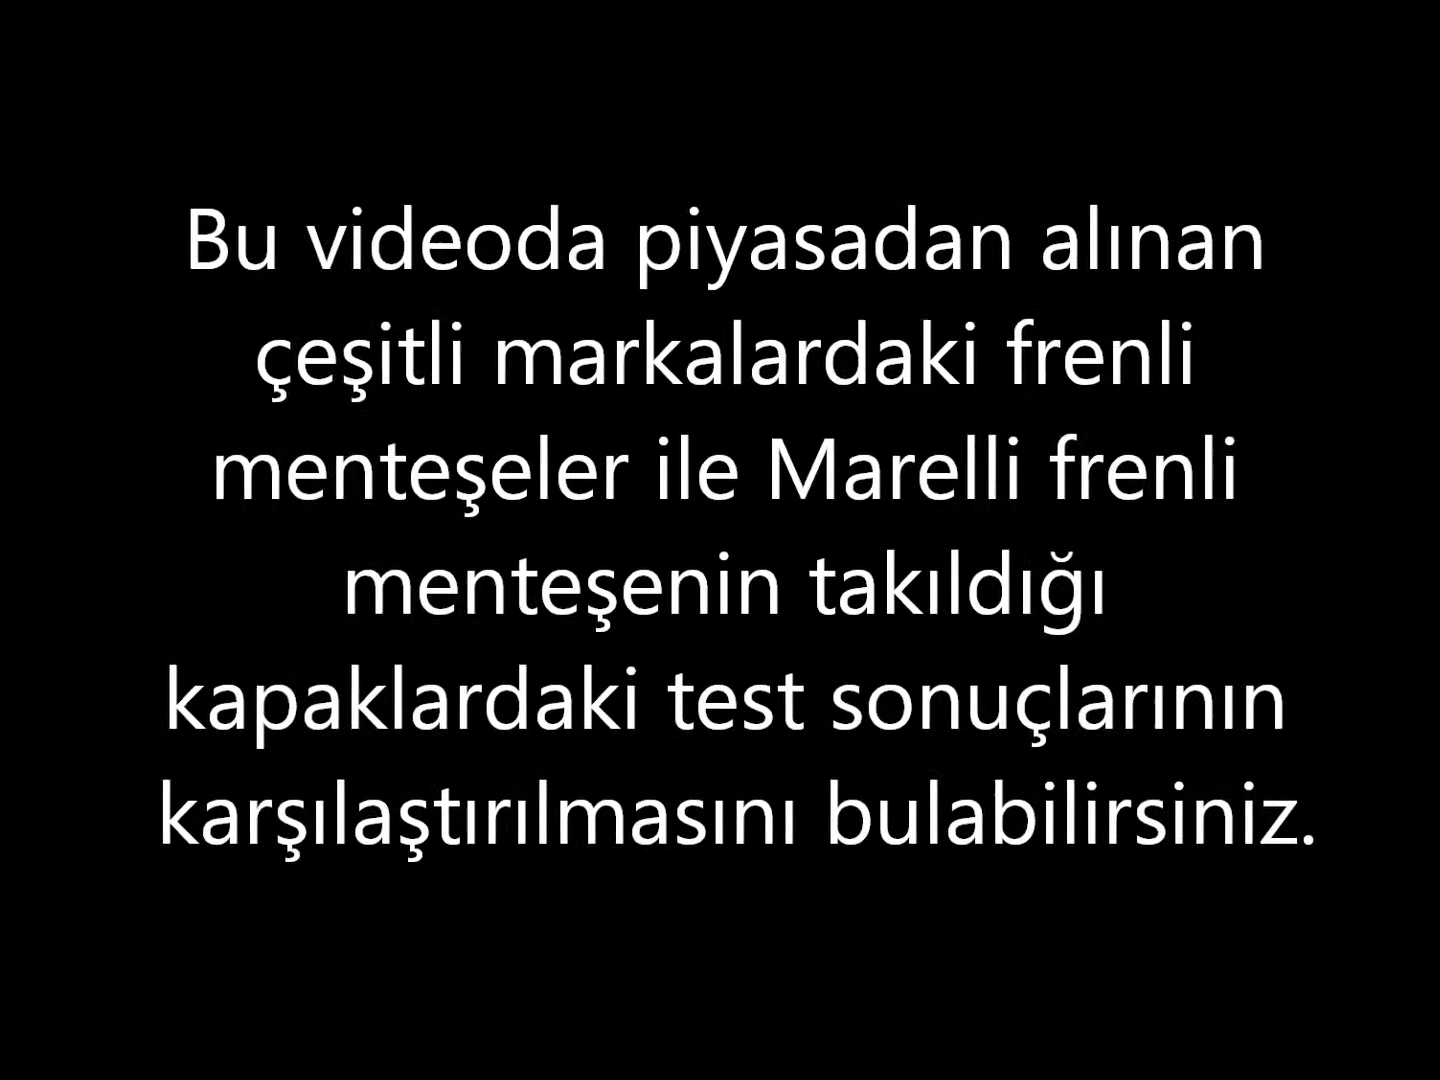 Bu videoda piyasadan alınan
çeşitli markalardaki frenli
menteşeler ile Marelli frenli
menteşenin takıldığı
kapaklardaki test sonuçlarının
karşılaştırılmasını bulabilirsiniz.